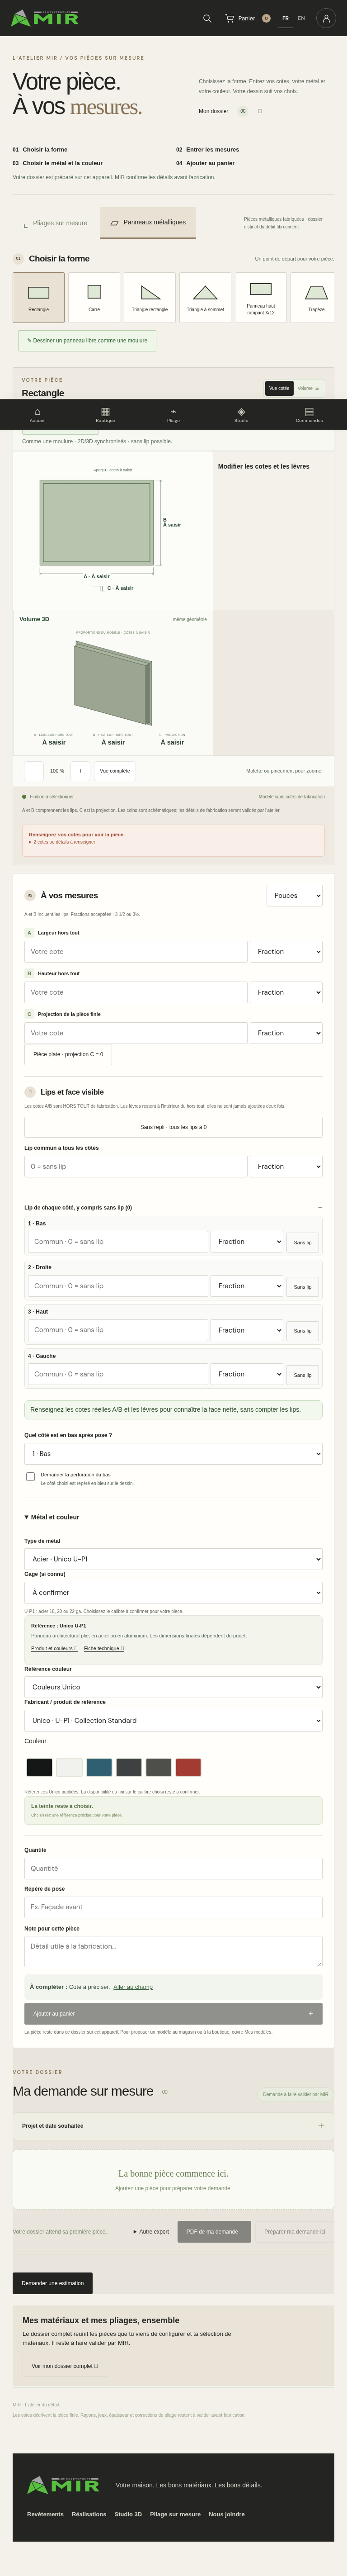 MIR
Panier 0 FR EN
L'ATELIER MIR / VOS PIÈCES SUR MESURE
Votre pièce.
À vos mesures.
Choisissez la forme. Entrez vos cotes, votre métal et votre couleur. Votre dessin suit vos choix.
Mon dossier 00
01 Choisir la forme
02 Entrer les mesures
03 Choisir le métal et la couleur
04 Ajouter au panier
Votre dossier est préparé sur cet appareil, MIR confirme les détails avant fabrication.
Pliages sur mesure
Panneaux métalliques
Pièces métalliques fabriquées · dossier distinct du débit fibrociment
01 Choisir la forme
Un point de départ pour votre pièce.
Rectangle
Carré
Triangle rectangle
Triangle à sommet
Panneau haut rampant X/12
Trapèze
✎ Dessiner un panneau libre comme une moulure
VOTRE PIÈCE
Rectangle
Vue cotée
Volume 3D
Accueil
Boutique
Pliage
Studio
Commandes
Comme une moulure · 2D/3D synchronisés · sans lip possible.
Aperçu · cotes à saisir
B
À saisir
A · À saisir
C · À saisir
Modifier les cotes et les lèvres
Volume 3D
même géométrie
PROPORTIONS DU MODÈLE · COTES À SAISIR
A · LARGEUR HORS TOUT
B · HAUTEUR HORS TOUT
C · PROJECTION
À saisir
À saisir
À saisir
− 100 % + Vue complète
Molette ou pincement pour zoomer
Finition à sélectionner
Modèle sans cotes de fabrication
A et B comprennent les lips. C est la projection. Les coins sont schématiques; les détails de fabrication seront validés par l'atelier.
Renseignez vos cotes pour voir la pièce.
▸ 2 cotes ou détails à renseigner
02 À vos mesures
Pouces
A et B incluent les lips. Fractions acceptées : 3 1/2 ou 3½.
A Largeur hors tout
Votre cote
Fraction
B Hauteur hors tout
Votre cote
Fraction
C Projection de la pièce finie
Votre cote
Fraction
Pièce plate · projection C = 0
Lips et face visible
Les cotes A/B sont HORS TOUT de fabrication. Les lèvres restent à l'intérieur du hors tout; elles ne sont jamais ajoutées deux fois.
Sans repli · tous les lips à 0
Lip commun à tous les côtés
0 = sans lip
Fraction
Lip de chaque côté, y compris sans lip (0) −
1 · Bas
Commun · 0 = sans lip
Fraction
Sans lip
2 · Droite
Commun · 0 = sans lip
Fraction
Sans lip
3 · Haut
Commun · 0 = sans lip
Fraction
Sans lip
4 · Gauche
Commun · 0 = sans lip
Fraction
Sans lip
Renseignez les cotes réelles A/B et les lèvres pour connaître la face nette, sans compter les lips.
Quel côté est en bas après pose ?
1 · Bas
Demander la perforation du bas
Le côté choisi est repéré en bleu sur le dessin.
▾ Métal et couleur
Type de métal
Acier · Unico U-P1
Gage (si connu)
À confirmer
U-P1 : acier 18, 20 ou 22 ga. Choisissez le calibre à confirmer pour votre pièce.
Référence : Unico U-P1
Panneau architectural plié, en acier ou en aluminium. Les dimensions finales dépendent du projet.
Produit et couleurs
Fiche technique
Référence couleur
Couleurs Unico
Fabricant / produit de référence
Unico · U-P1 · Collection Standard
Couleur
Références Unico publiées. La disponibilité du fini sur le calibre choisi reste à confirmer.
La teinte reste à choisir.
Choisissez une référence précise pour votre pièce.
Quantité
Quantité
Repère de pose
Ex. Façade avant
Note pour cette pièce
Détail utile à la fabrication...
À compléter : Cote à préciser. Aller au champ
Ajouter au panier +
La pièce reste dans ce dossier sur cet appareil. Pour proposer un modèle au magasin ou à la boutique, ouvrir Mes modèles.
VOTRE DOSSIER
Ma demande sur mesure 00
Demande à faire valider par MIR
Projet et date souhaitée +
La bonne pièce commence ici.
Ajoutez une pièce pour préparer votre demande.
Votre dossier attend sa première pièce.
▸ Autre export
PDF de ma demande ↓
Préparer ma demande ici
Demander une estimation
Mes matériaux et mes pliages, ensemble
Le dossier complet réunit les pièces que tu viens de configurer et ta sélection de matériaux. Il reste à faire valider par MIR.
Voir mon dossier complet
MIR · L'atelier du détail.
Les cotes décrivent la pièce finie. Rayons, jeux, épaisseur et corrections de pliage restent à valider avant fabrication.
MIR
Votre maison. Les bons matériaux. Les bons détails.
Revêtements Réalisations Studio 3D Pliage sur mesure Nous joindre